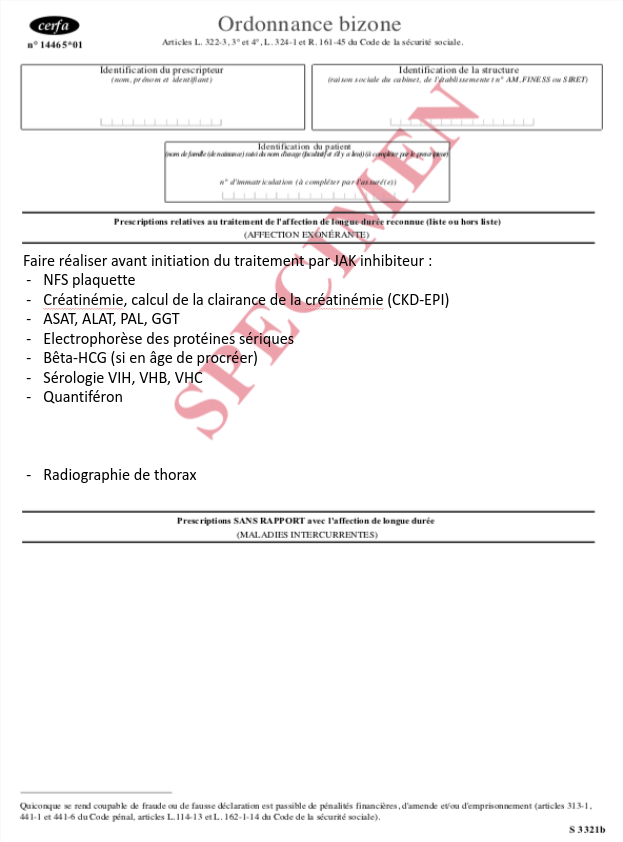 cerfa
n° 14465*01
Ordonnance bizone
Articles L. 322-3, 3° et 4°, L. 324-1 et R. 161-45 du Code de la sécurité sociale.
Identification du prescripteur
(nom, prénom et identifiant)
Identification de la structure
(raison sociale du cabinet, de l'établissement et n° AM, FINESS ou SIRET)
Identification du patient
(nom de famille (de naissance) suivi du nom d'usage (facultatif et s'il y a lieu)) (à compléter par le prescripteur)
n° d'immatriculation (à compléter par l'assuré(e))
SPECIMEN
Prescriptions relatives au traitement de l'affection de longue durée reconnue (liste ou hors liste)
(AFFECTION EXONÉRANTE)
Faire réaliser avant initiation du traitement par JAK inhibiteur :
- NFS plaquette
- Créatinémie, calcul de la clairance de la créatinémie (CKD-EPI)
- ASAT, ALAT, PAL, GGT
- Electrophorèse des protéines sériques
- Bêta-HCG (si en âge de procréer)
- Sérologie VIH, VHB, VHC
- Quantiféron
- Radiographie de thorax
Prescriptions SANS RAPPORT avec l'affection de longue durée
(MALADIES INTERCURRENTES)
Quiconque se rend coupable de fraude ou de fausse déclaration est passible de pénalités financières, d'amende et/ou d'emprisonnement (articles 313-1,
441-1 et 441-6 du Code pénal, articles L.114-13 et L. 162-1-14 du Code de la sécurité sociale).
S 3321b